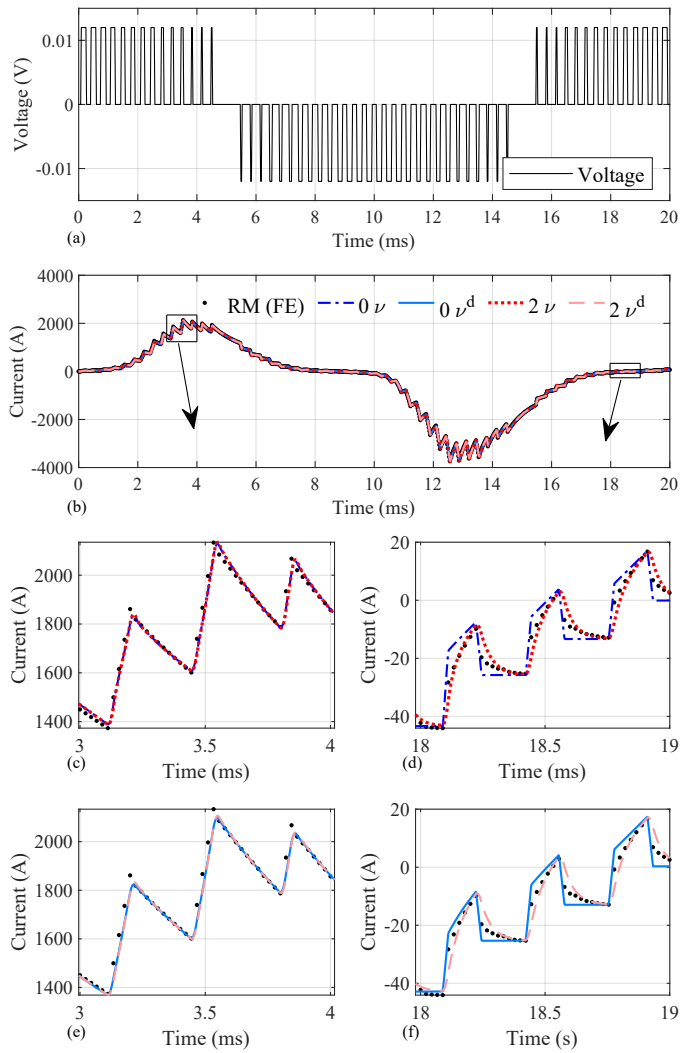 0.01
0
-0.01
Voltage (V)
Voltage
0 2 4 6 8 10 12 14 16 18 20
Time (ms)
(a)
4000
2000
0
-2000
-4000
Current (A)
RM (FE) 0 ν 0 ν^d 2 ν 2 ν^d
0 2 4 6 8 10 12 14 16 18 20
Time (ms)
(b)
2000
1800
1600
1400
Current (A)
3 3.5 4
Time (ms)
(c)
20
0
-20
-40
Current (A)
18 18.5 19
Time (ms)
(d)
2000
1800
1600
1400
Current (A)
3 3.5 4
Time (ms)
(e)
20
0
-20
-40
Current (A)
18 18.5 19
Time (s)
(f)